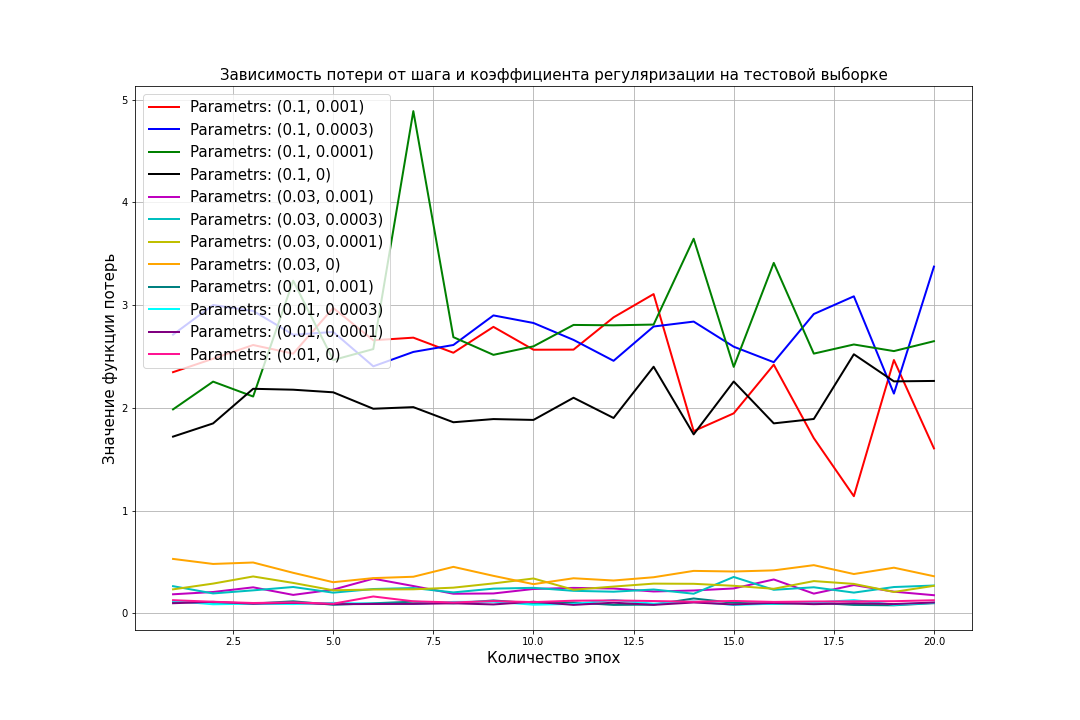 Зависимость потери от шага и коэффициента регуляризации на тестовой выборке
Значение функции потерь
5
4
3
2
1
0
Parametrs: (0.1, 0.001)
Parametrs: (0.1, 0.0003)
Parametrs: (0.1, 0.0001)
Parametrs: (0.1, 0)
Parametrs: (0.03, 0.001)
Parametrs: (0.03, 0.0003)
Parametrs: (0.03, 0.0001)
Parametrs: (0.03, 0)
Parametrs: (0.01, 0.001)
Parametrs: (0.01, 0.0003)
Parametrs: (0.01, 0.0001)
Parametrs: (0.01, 0)
2.5 5.0 7.5 10.0 12.5 15.0 17.5 20.0
Количество эпох